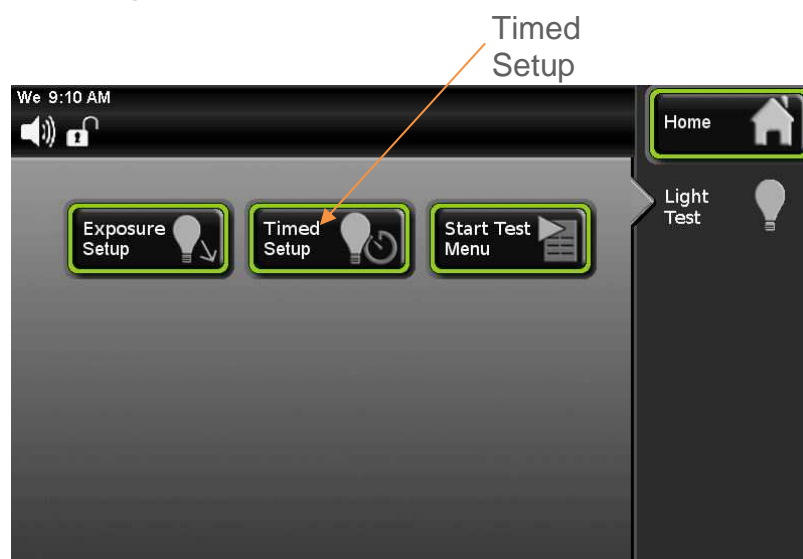 Timed
Setup
We 9:10 AM
Home
Light
Test
Exposure
Setup
Timed
Setup
Start Test
Menu